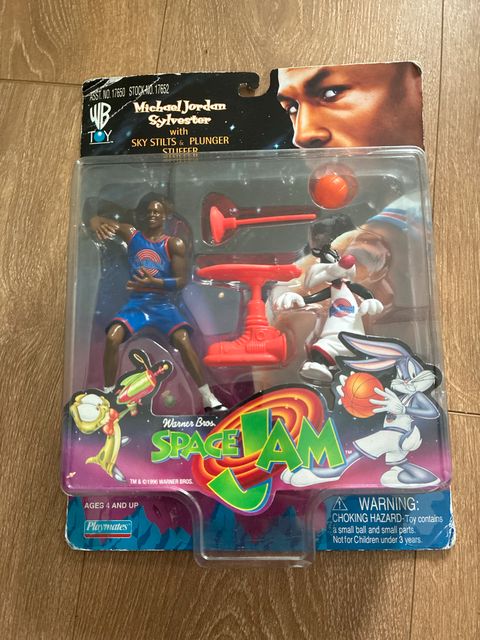 ASST. NO. 17650 STOCK NO. 17652
WB
TOY
Michael Jordan
Sylvester
with
SKY STILTS & PLUNGER
STUFFER
Warner Bros.
SPACE JAM™
TM & ©1996 WARNER BROS.
AGES 4 AND UP
Playmates
WARNING:
CHOKING HAZARD-Toy contains
a small ball and small parts.
Not for Children under 3 years.